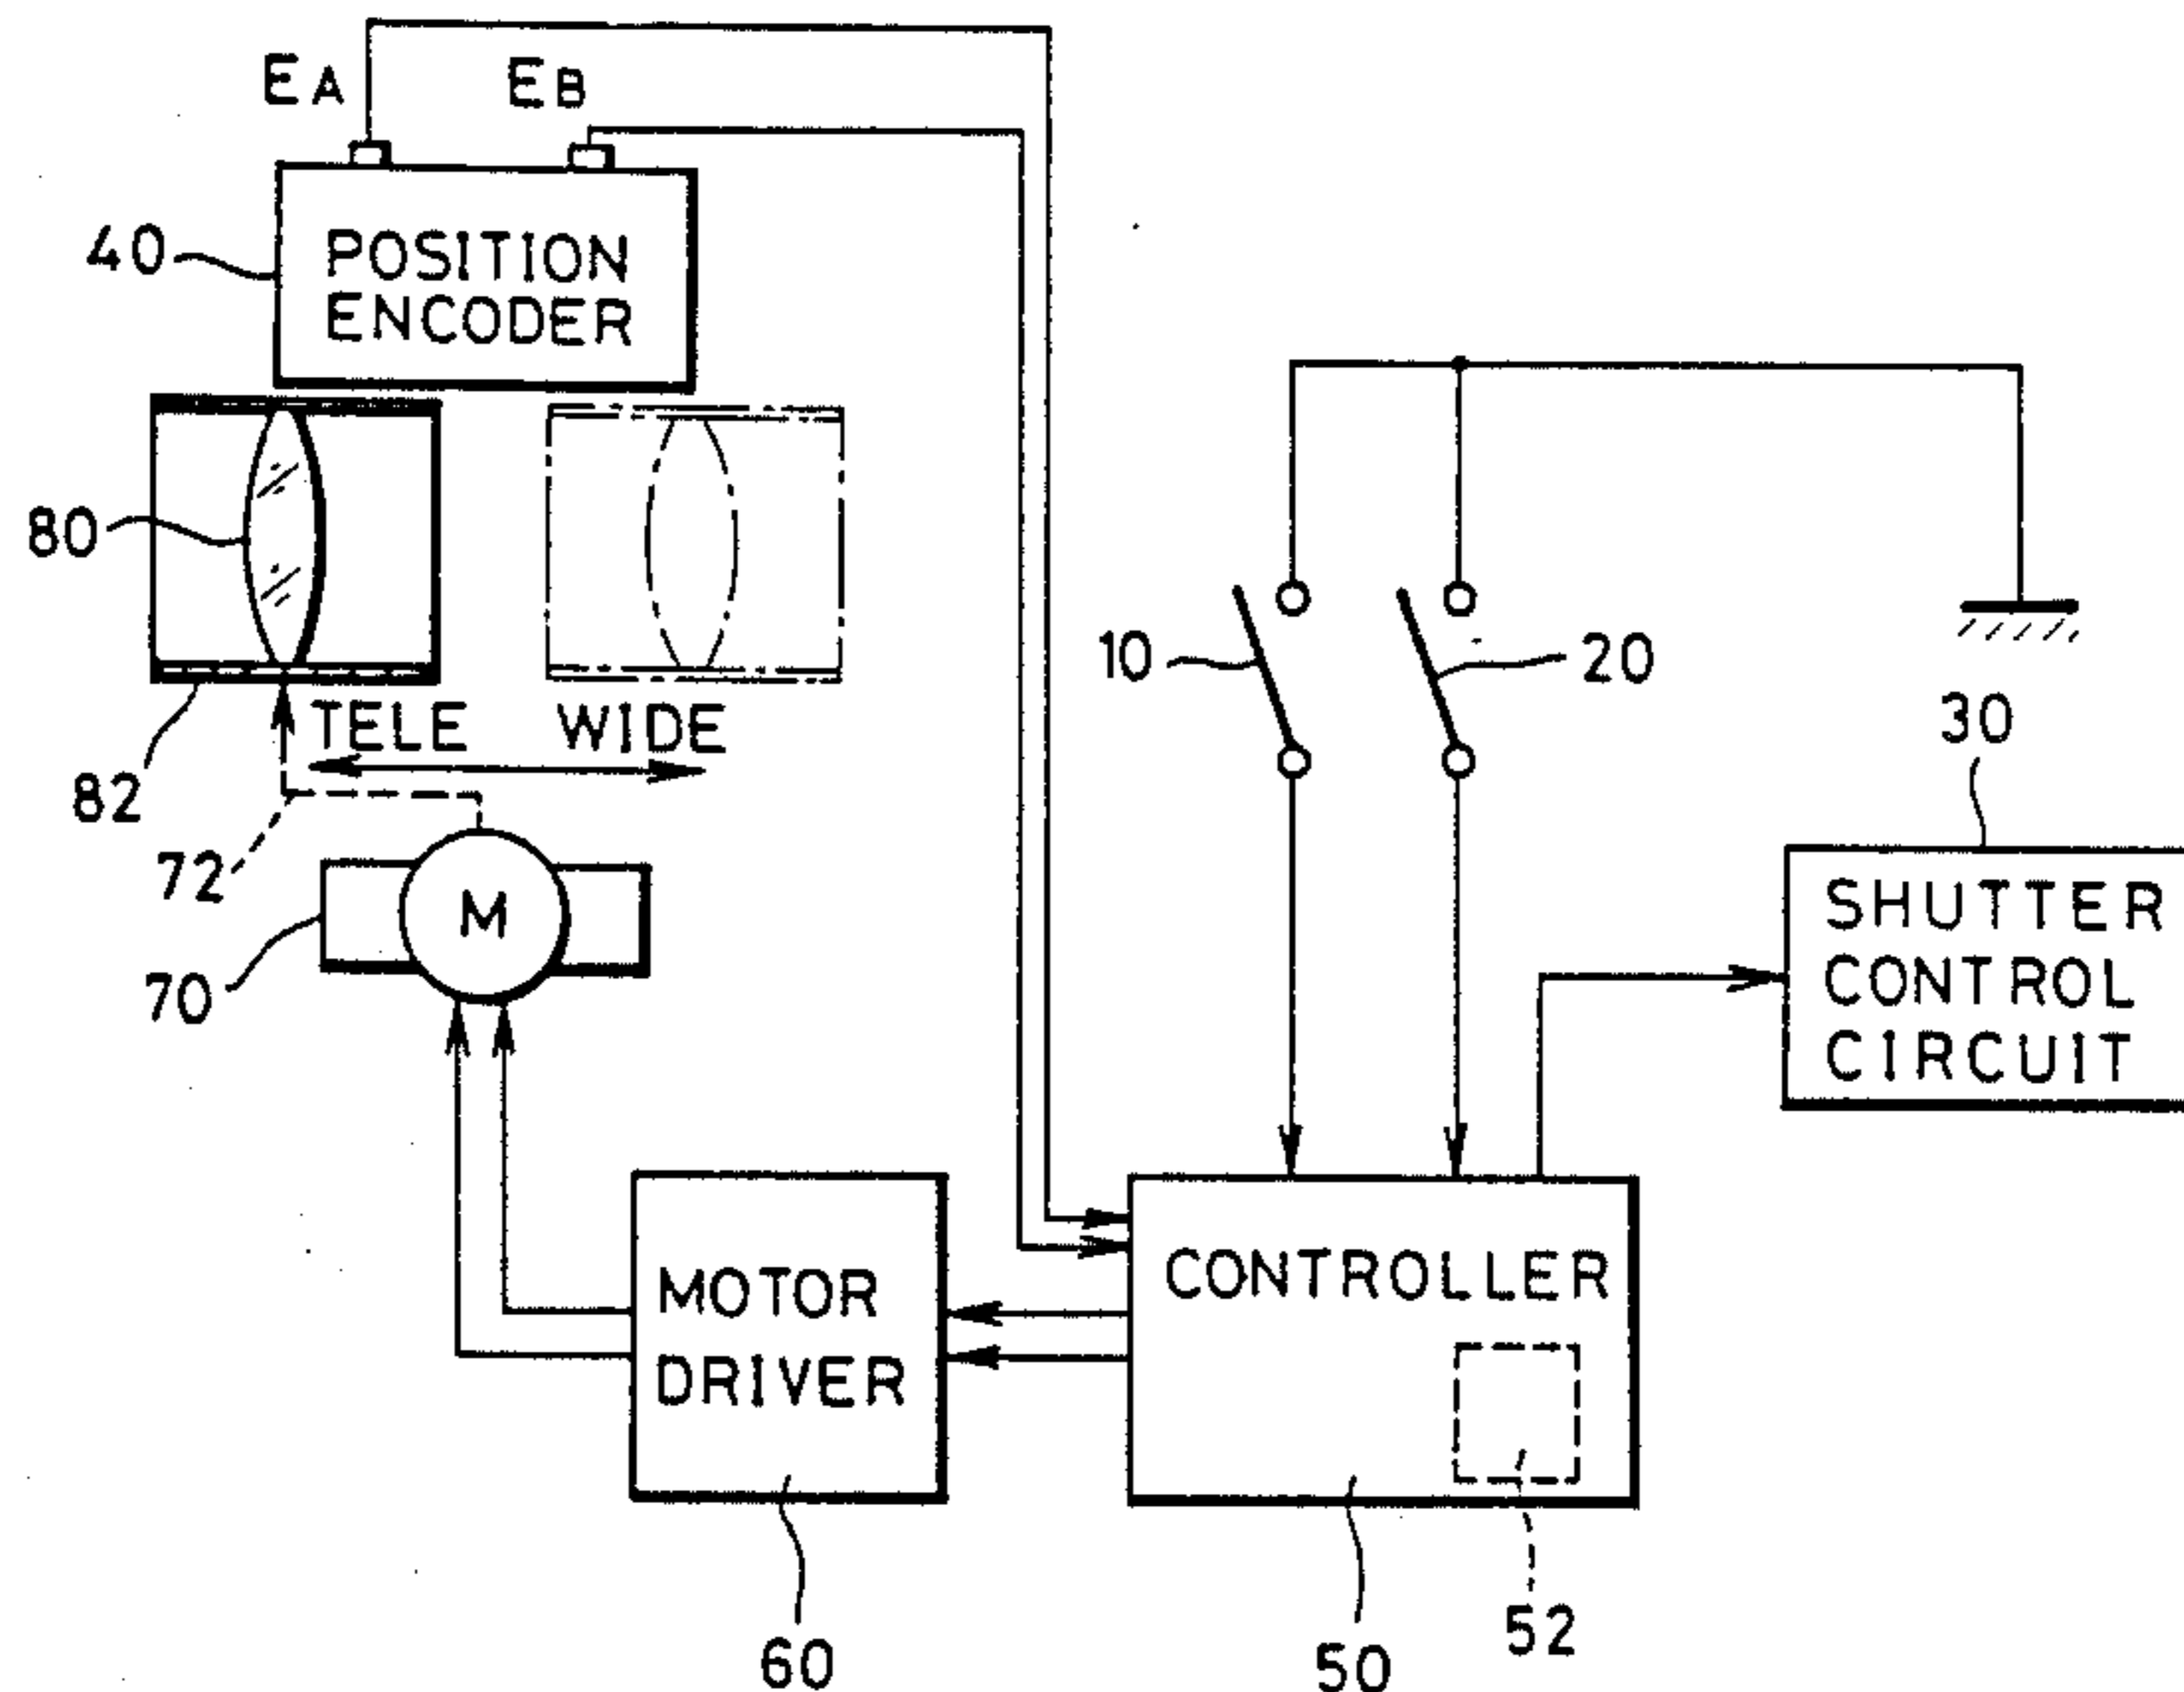 EA
EB
40
POSITION
ENCODER
80
10
20
30
TELE WIDE
82
72
M
70
SHUTTER
CONTROL
CIRCUIT
CONTROLLER
MOTOR
DRIVER
60
50
52